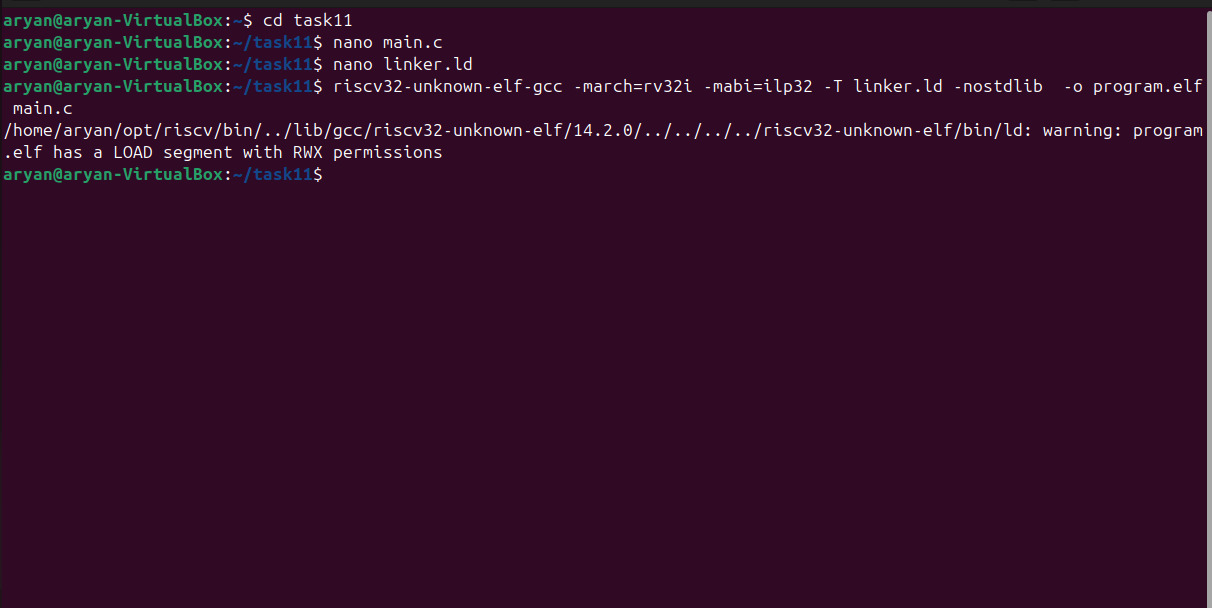 aryan@aryan-VirtualBox:~$ cd task11
aryan@aryan-VirtualBox:~/task11$ nano main.c
aryan@aryan-VirtualBox:~/task11$ nano linker.ld
aryan@aryan-VirtualBox:~/task11$ riscv32-unknown-elf-gcc -march=rv32i -mabi=ilp32 -T linker.ld -nostdlib  -o program.elf
 main.c
/home/aryan/opt/riscv/bin/../lib/gcc/riscv32-unknown-elf/14.2.0/../../../../riscv32-unknown-elf/bin/ld: warning: program
.elf has a LOAD segment with RWX permissions
aryan@aryan-VirtualBox:~/task11$